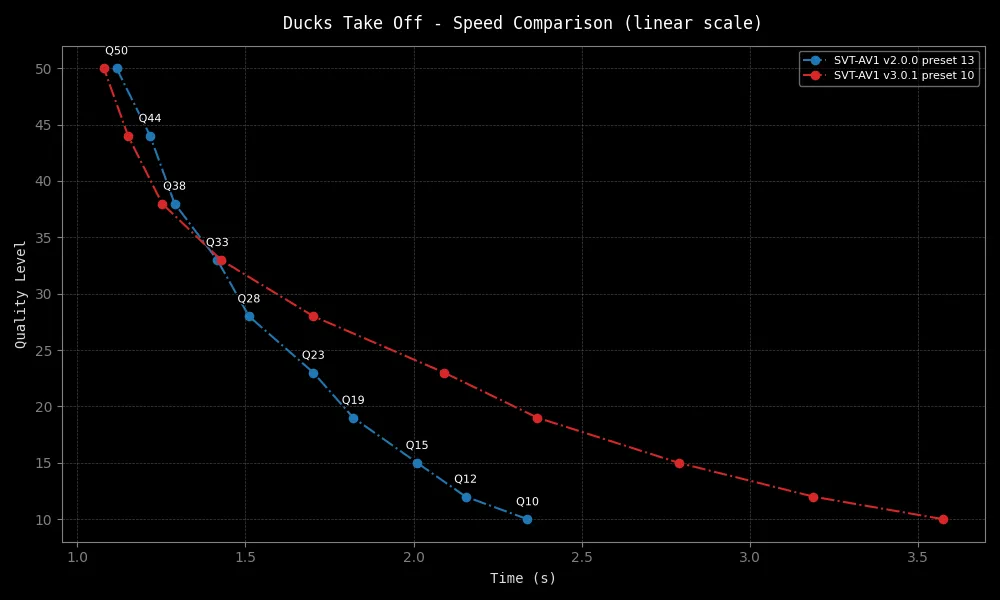 Ducks Take Off - Speed Comparison (linear scale)
SVT-AV1 v2.0.0 preset 13
SVT-AV1 v3.0.1 preset 10
Quality Level
50
45
40
35
30
25
20
15
10
Q50
Q44
Q38
Q33
Q28
Q23
Q19
Q15
Q12
Q10
1.0 1.5 2.0 2.5 3.0 3.5
Time (s)